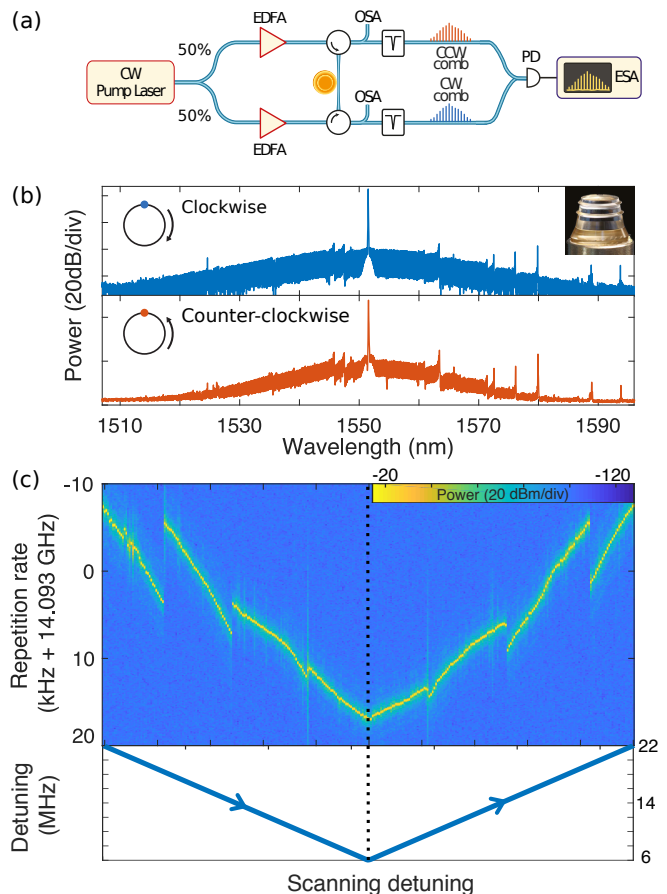 (a)
EDFA
OSA
50%
CCW
comb
PD
CW
Pump Laser
ESA
CW
comb
50%
OSA
EDFA
(b)
Clockwise
Counter-clockwise
Power (20dB/div)
1510
1530
1550
1570
1590
Wavelength (nm)
(c)
-20
-120
Power (20 dBm/div)
-10
0
10
20
Repetition rate
(kHz + 14.093 GHz)
22
14
6
Detuning
(MHz)
Scanning detuning